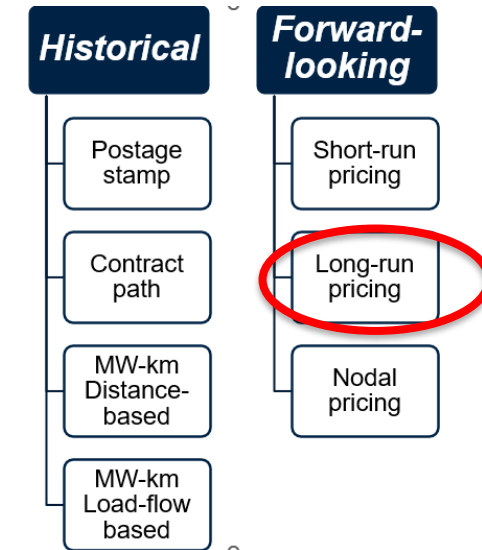 Historical
Postage
stamp
Contract
path
MW-km
Distance-
based
MW-km
Load-flow
based
Forward-
looking
Short-run
pricing
Long-run
pricing
Nodal
pricing